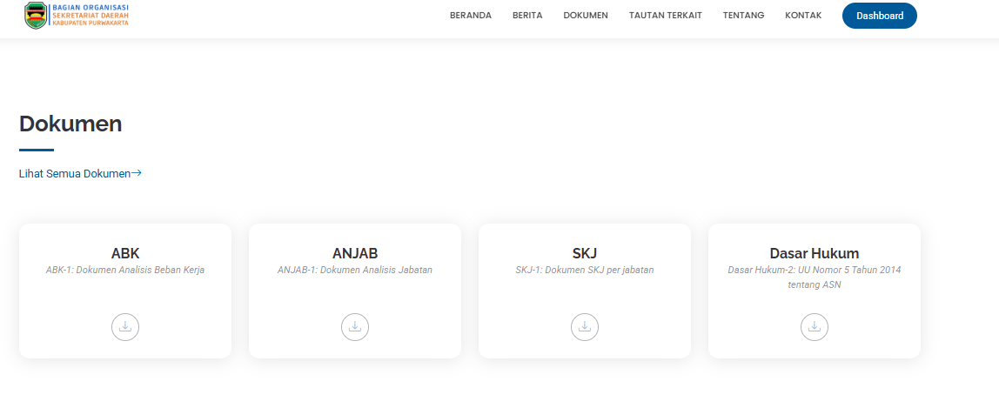 BAGIAN ORGANISASI
SEKRETARIAT DAERAH
KABUPATEN PURWAKARTA
BERANDA BERITA DOKUMEN TAUTAN TERKAIT TENTANG KONTAK Dashboard
Dokumen
Lihat Semua Dokumen→
ABK
ABK-1: Dokumen Analisis Beban Kerja
ANJAB
ANJAB-1: Dokumen Analisis Jabatan
SKJ
SKJ-1: Dokumen SKJ per jabatan
Dasar Hukum
Dasar Hukum-2: UU Nomor 5 Tahun 2014
tentang ASN